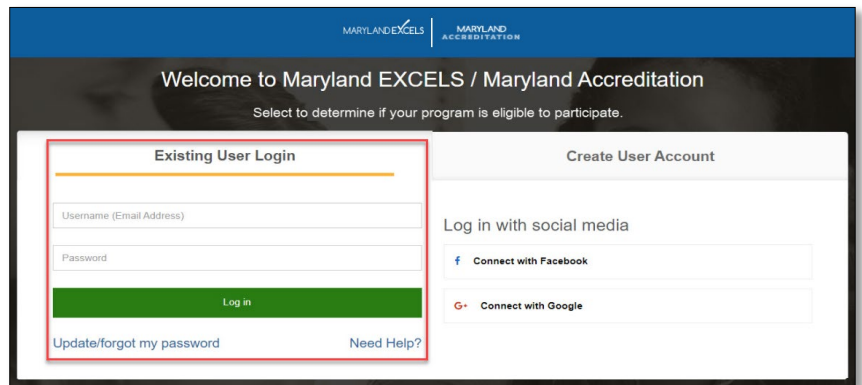 MARYLAND EXCELS
MARYLAND
ACCREDITATION
Welcome to Maryland EXCELS / Maryland Accreditation
Select to determine if your program is eligible to participate.
Existing User Login
Create User Account
Username (Email Address)
Password
Log in
Update/forgot my password
Need Help?
Log in with social media
f Connect with Facebook
G+ Connect with Google